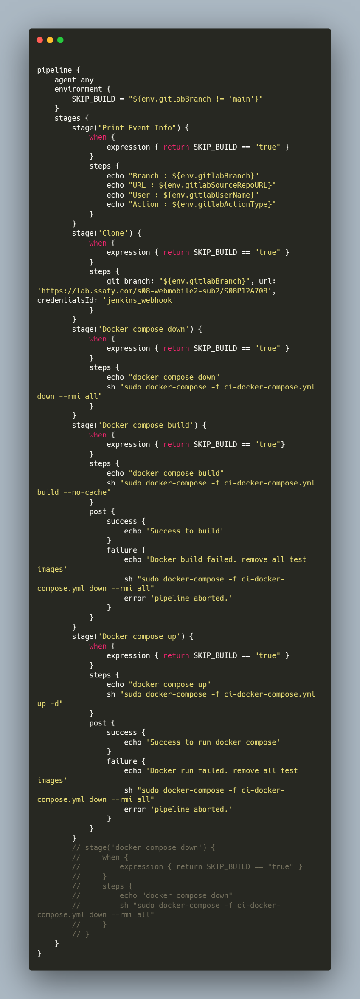 pipeline {
    agent any
    environment {
        SKIP_BUILD = "${env.gitlabBranch != 'main'}"
    }
    stages {
        stage("Print Event Info") {
            when {
                expression { return SKIP_BUILD == "true" }
            }
            steps {
                echo "Branch : ${env.gitlabBranch}"
                echo "URL : ${env.gitlabSourceRepoURL}"
                echo "User : ${env.gitlabUserName}"
                echo "Action : ${env.gitlabActionType}"
            }
        }
        stage('Clone') {
            when {
                expression { return SKIP_BUILD == "true" }
            }
            steps {
                git branch: "${env.gitlabBranch}", url:
'https://lab.ssafy.com/s08-webmobile2-sub2/S08P12A708',
credentialsId: 'jenkins_webhook'
            }
        }
        stage('Docker compose down') {
            when {
                expression { return SKIP_BUILD == "true" }
            }
            steps {
                echo "docker compose down"
                sh "sudo docker-compose -f ci-docker-compose.yml
down --rmi all"
            }
        }
        stage('Docker compose build') {
            when {
                expression { return SKIP_BUILD == "true"}
            }
            steps {
                echo "docker compose build"
                sh "sudo docker-compose -f ci-docker-compose.yml
build --no-cache"
            }
            post {
                success {
                    echo 'Success to build'
                }
                failure {
                    echo 'Docker build failed. remove all test
images'
                    sh "sudo docker-compose -f ci-docker-
compose.yml down --rmi all"
                    error 'pipeline aborted.'
                }
            }
        }
        stage('Docker compose up') {
            when {
                expression { return SKIP_BUILD == "true" }
            }
            steps {
                echo "docker compose up"
                sh "sudo docker-compose -f ci-docker-compose.yml
up -d"
            }
            post {
                success {
                    echo 'Success to run docker compose'
                }
                failure {
                    echo 'Docker run failed. remove all test
images'
                    sh "sudo docker-compose -f ci-docker-
compose.yml down --rmi all"
                    error 'pipeline aborted.'
                }
            }
        }
        // stage('docker compose down') {
        //     when {
        //         expression { return SKIP_BUILD == "true" }
        //     }
        //     steps {
        //         echo "docker compose down"
        //         sh "sudo docker-compose -f ci-docker-
compose.yml down --rmi all"
        //     }
        // }
    }
}